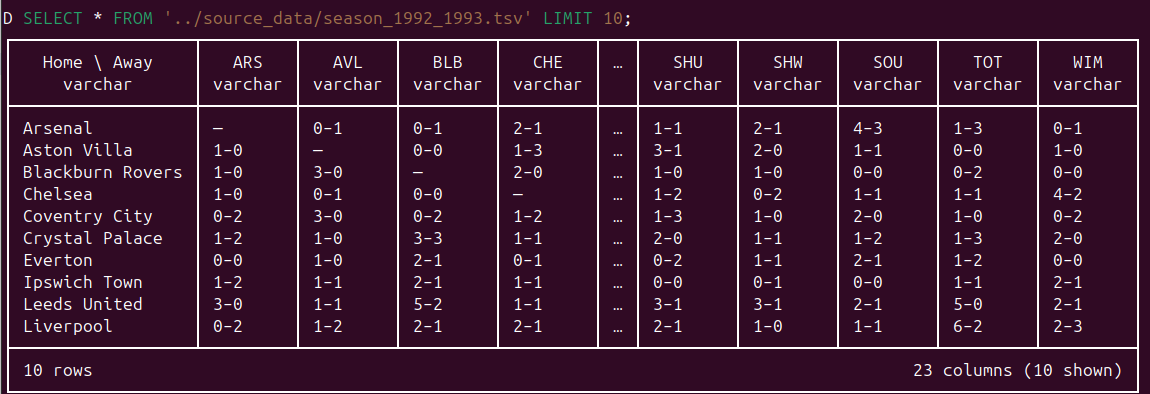 D SELECT * FROM '../source_data/season_1992_1993.tsv' LIMIT 10;
Home \ Away ARS AVL BLB CHE … SHU SHW SOU TOT WIM
varchar varchar varchar varchar varchar varchar varchar varchar varchar varchar
Arsenal – 0–1 0–1 2–1 … 1–1 2–1 4–3 1–3 0–1
Aston Villa 1–0 – 0–0 1–3 … 3–1 2–0 1–1 0–0 1–0
Blackburn Rovers 1–0 3–0 – 2–0 … 1–0 1–0 0–0 0–2 0–0
Chelsea 1–0 0–1 0–0 – … 1–2 0–2 1–1 1–1 4–2
Coventry City 0–2 3–0 0–2 1–2 … 1–3 1–0 2–0 1–0 0–2
Crystal Palace 1–2 1–0 3–3 1–1 … 2–0 1–1 1–2 1–3 2–0
Everton 0–0 1–0 2–1 0–1 … 0–2 1–1 2–1 1–2 0–0
Ipswich Town 1–2 1–1 2–1 1–1 … 0–0 0–1 0–0 1–1 2–1
Leeds United 3–0 1–1 5–2 1–1 … 3–1 3–1 2–1 5–0 2–1
Liverpool 0–2 1–2 2–1 2–1 … 2–1 1–0 1–1 6–2 2–3
10 rows 23 columns (10 shown)